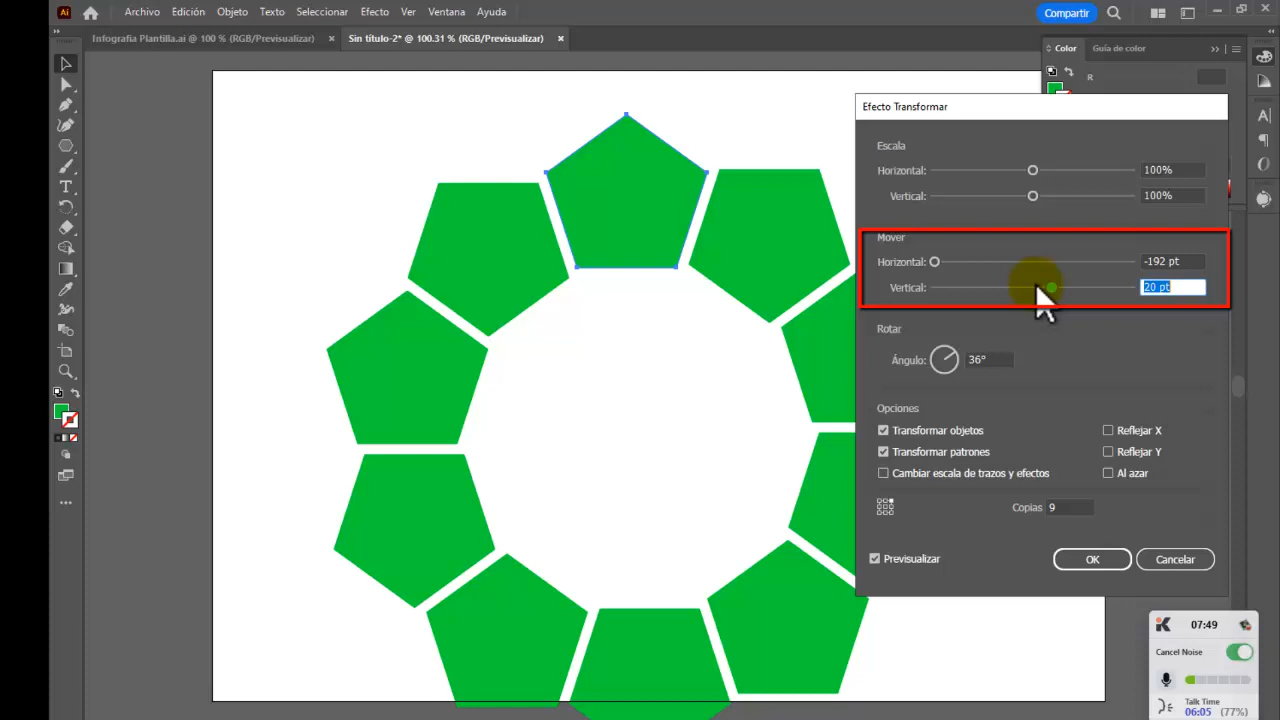 Ai
Archivo Edición Objeto Texto Seleccionar Efecto Ver Ventana Ayuda
Compartir
Infografia Plantilla.ai @ 100 % (RGB/Previsualizar) ×
Sin título-2* @ 100.31 % (RGB/Previsualizar) ×
Color
Guía de color
R
Efecto Transformar
Escala
Horizontal: 100%
Vertical: 100%
Mover
Horizontal: -192 pt
Vertical: 20 pt
Rotar
Ángulo: 36°
Opciones
Transformar objetos
Reflejar X
Transformar patrones
Reflejar Y
Cambiar escala de trazos y efectos
Al azar
Copias 9
Previsualizar
OK
Cancelar
07:49
Cancel Noise
Talk Time
06:05 (77%)